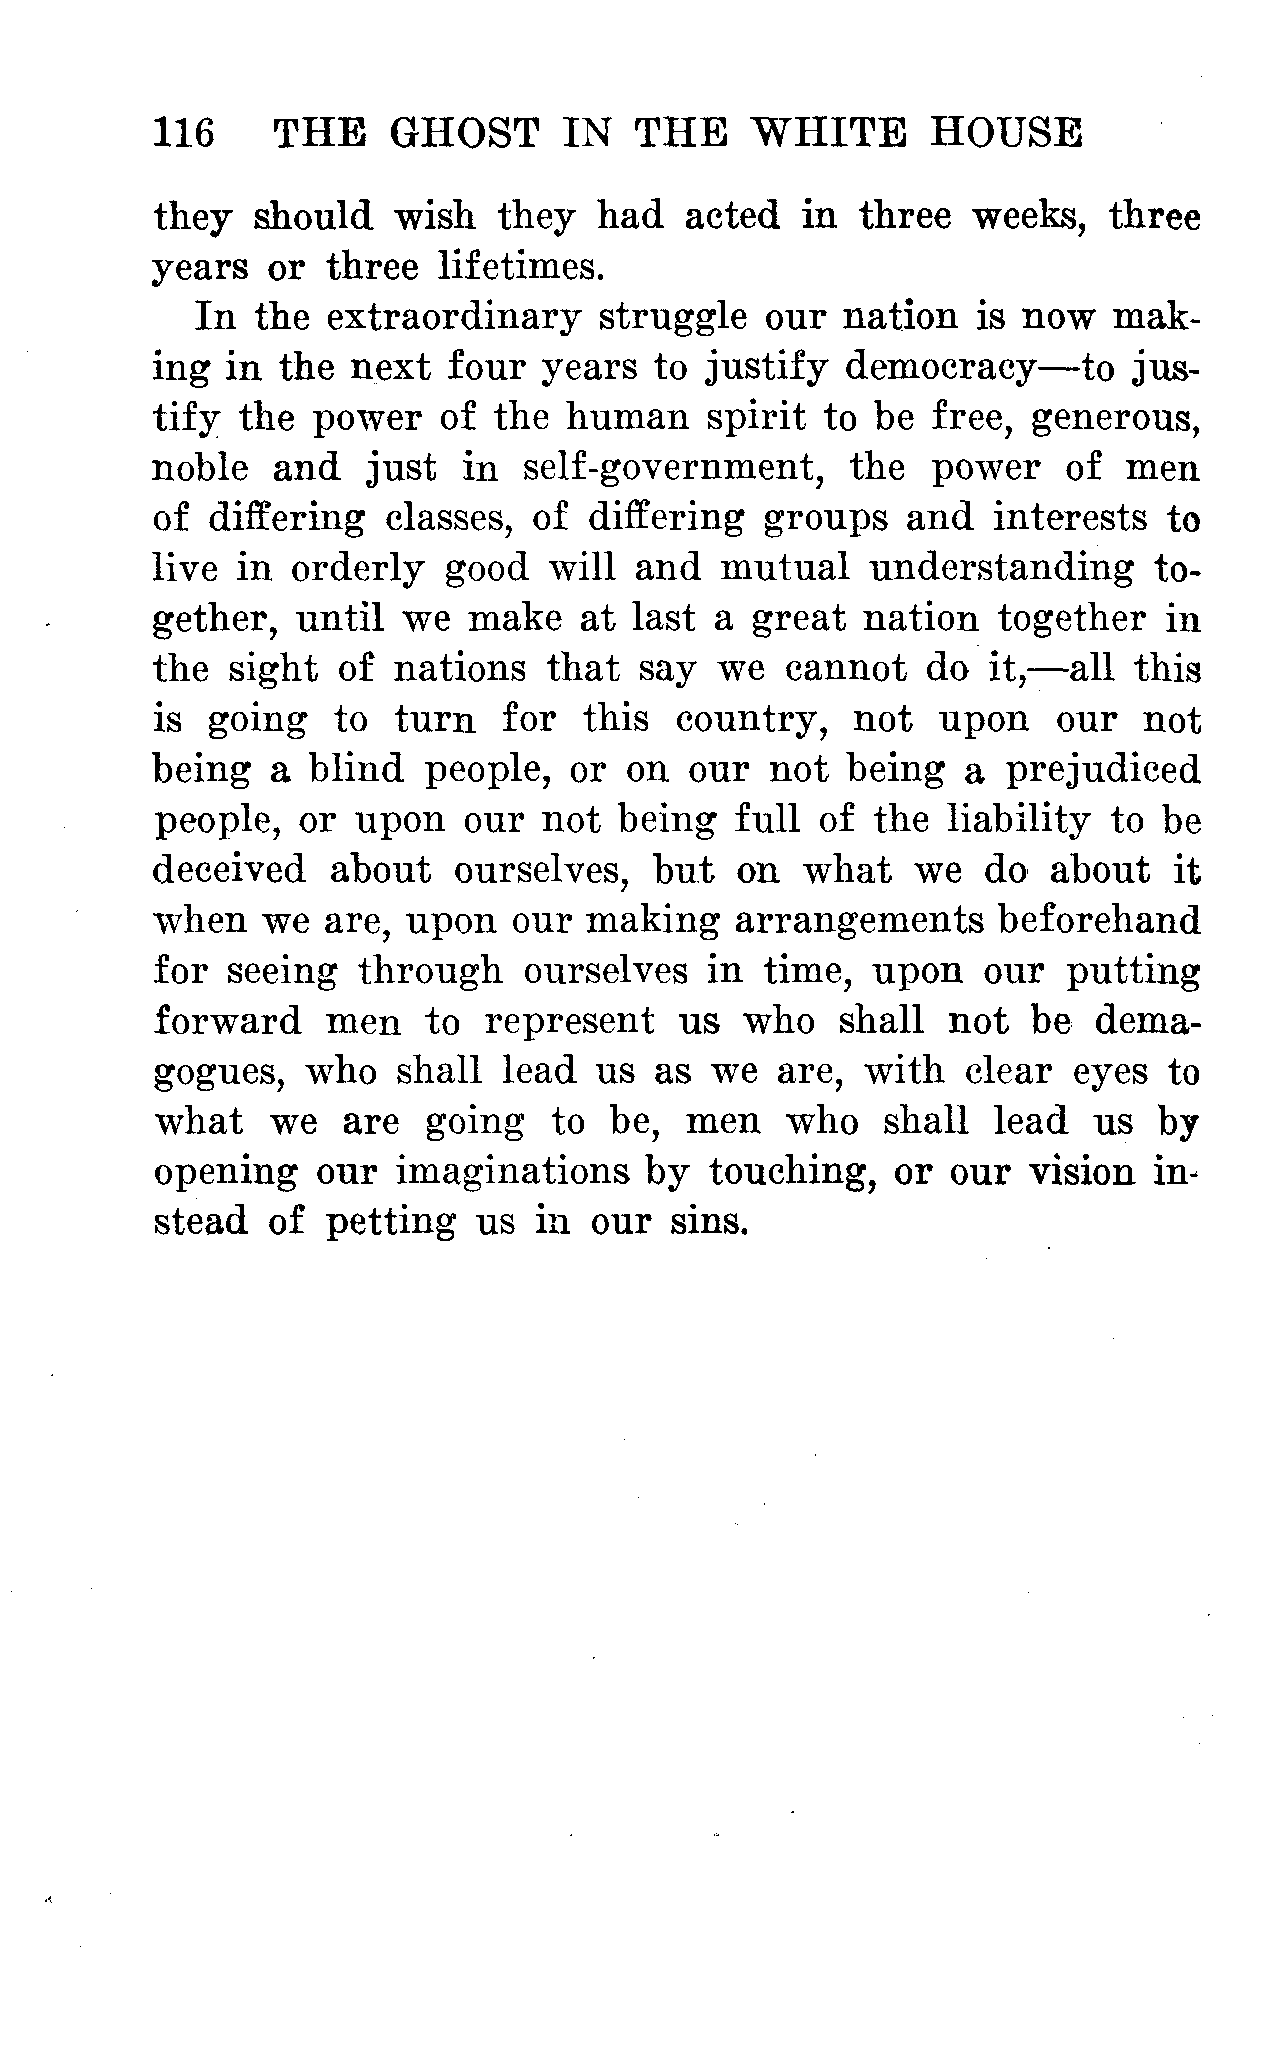 116 THE GHOST IN THE WHITE HOUSE
they should wish they had acted in three weeks, three
years or three lifetimes.
In the extraordinary struggle our nation is now mak-
ing in the next four years to justify democracy—to jus-
tify the power of the human spirit to be free, generous,
noble and just in self-government, the power of men
of differing classes, of differing groups and interests to
live in orderly good will and mutual understanding to-
gether, until we make at last a great nation together in
the sight of nations that say we cannot do it,—all this
is going to turn for this country, not upon our not
being a blind people, or on our not being a prejudiced
people, or upon our not being full of the liability to be
deceived about ourselves, but on what we do about it
when we are, upon our making arrangements beforehand
for seeing through ourselves in time, upon our putting
forward men to represent us who shall not be dema-
gogues, who shall lead us as we are, with clear eyes to
what we are going to be, men who shall lead us by
opening our imaginations by touching, or our vision in-
stead of petting us in our sins.